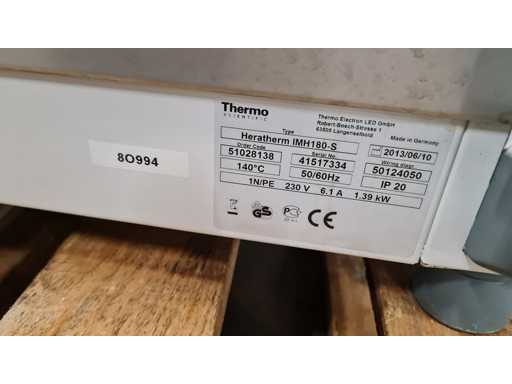 Thermo
SCIENTIFIC
Thermo Electron LED GmbH
Robert-Bosch-Strasse 1
63505 Langenselbold
Made in Germany
Type
Heratherm IMH180-S
2013/06/10
Order Code
Serial No.
Wiring diagr.
51028138
41517334
50124050
140°C
50/60Hz
IP 20
1N/PE 230 V 6.1 A 1.39 kW
8O994
GS
CE